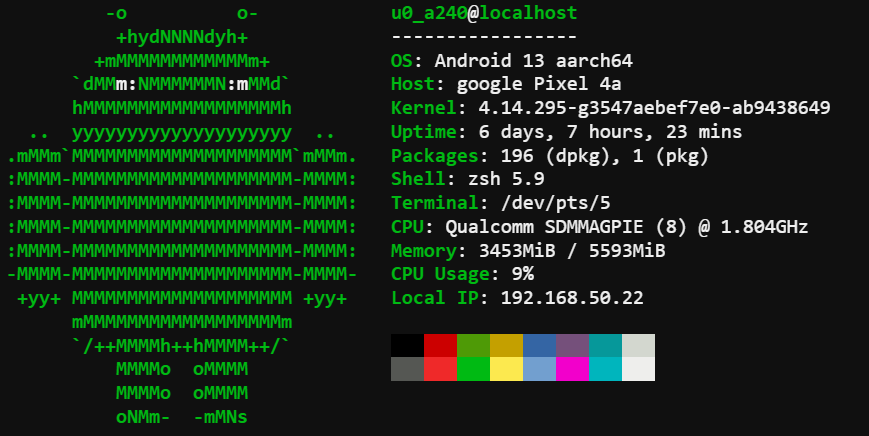 -o          o-
          +hydNNNNdyh+
        +mMMMMMMMMMMMMm+
      `dMMm:NMMMMMMN:mMMd`
      hMMMMMMMMMMMMMMMMMMh
  ..  yyyyyyyyyyyyyyyyyyyy  ..
.mMMm`MMMMMMMMMMMMMMMMMMMM`mMMm.
:MMMM-MMMMMMMMMMMMMMMMMMMM-MMMM:
:MMMM-MMMMMMMMMMMMMMMMMMMM-MMMM:
:MMMM-MMMMMMMMMMMMMMMMMMMM-MMMM:
:MMMM-MMMMMMMMMMMMMMMMMMMM-MMMM:
-MMMM-MMMMMMMMMMMMMMMMMMMM-MMMM-
 +yy+ MMMMMMMMMMMMMMMMMMMM +yy+
      mMMMMMMMMMMMMMMMMMMm
      `/++MMMMh++hMMMM++/`
          MMMMo  oMMMM
          MMMMo  oMMMM
          oNMm-  -mMNs
u0_a240@localhost
-----------------
OS: Android 13 aarch64
Host: google Pixel 4a
Kernel: 4.14.295-g3547aebef7e0-ab9438649
Uptime: 6 days, 7 hours, 23 mins
Packages: 196 (dpkg), 1 (pkg)
Shell: zsh 5.9
Terminal: /dev/pts/5
CPU: Qualcomm SDMMAGPIE (8) @ 1.804GHz
Memory: 3453MiB / 5593MiB
CPU Usage: 9%
Local IP: 192.168.50.22